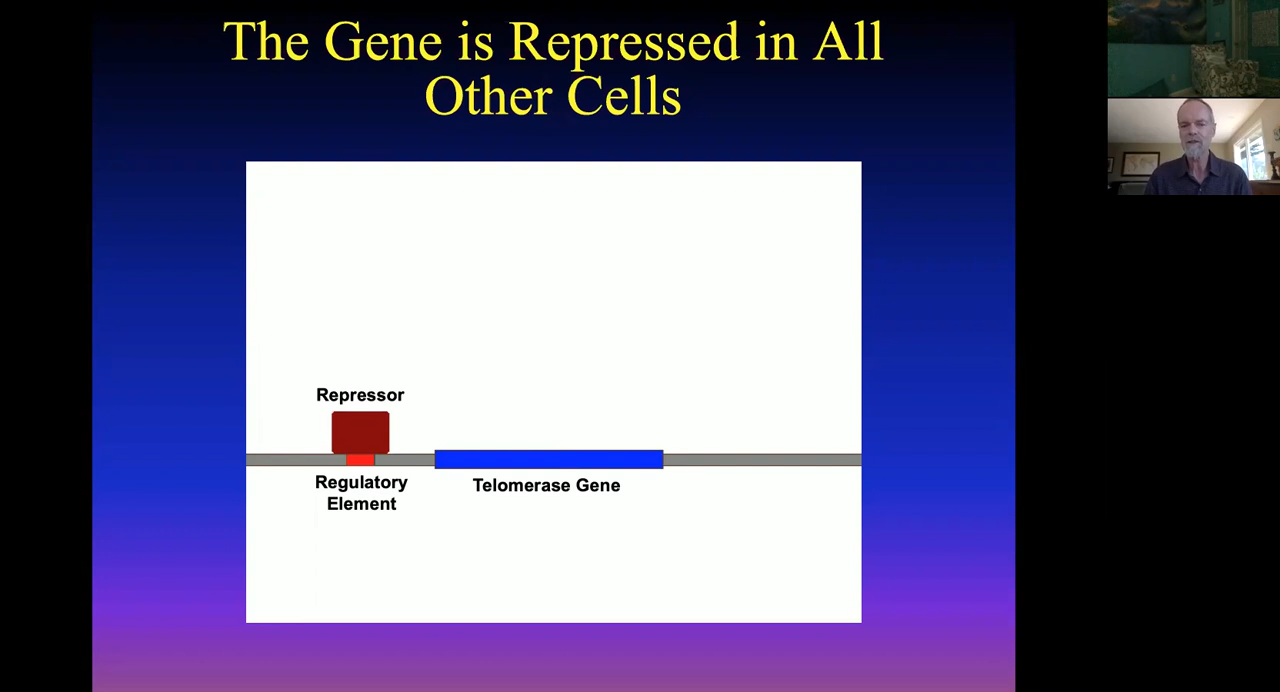 The Gene is Repressed in All
Other Cells
Repressor
Regulatory
Element
Telomerase Gene